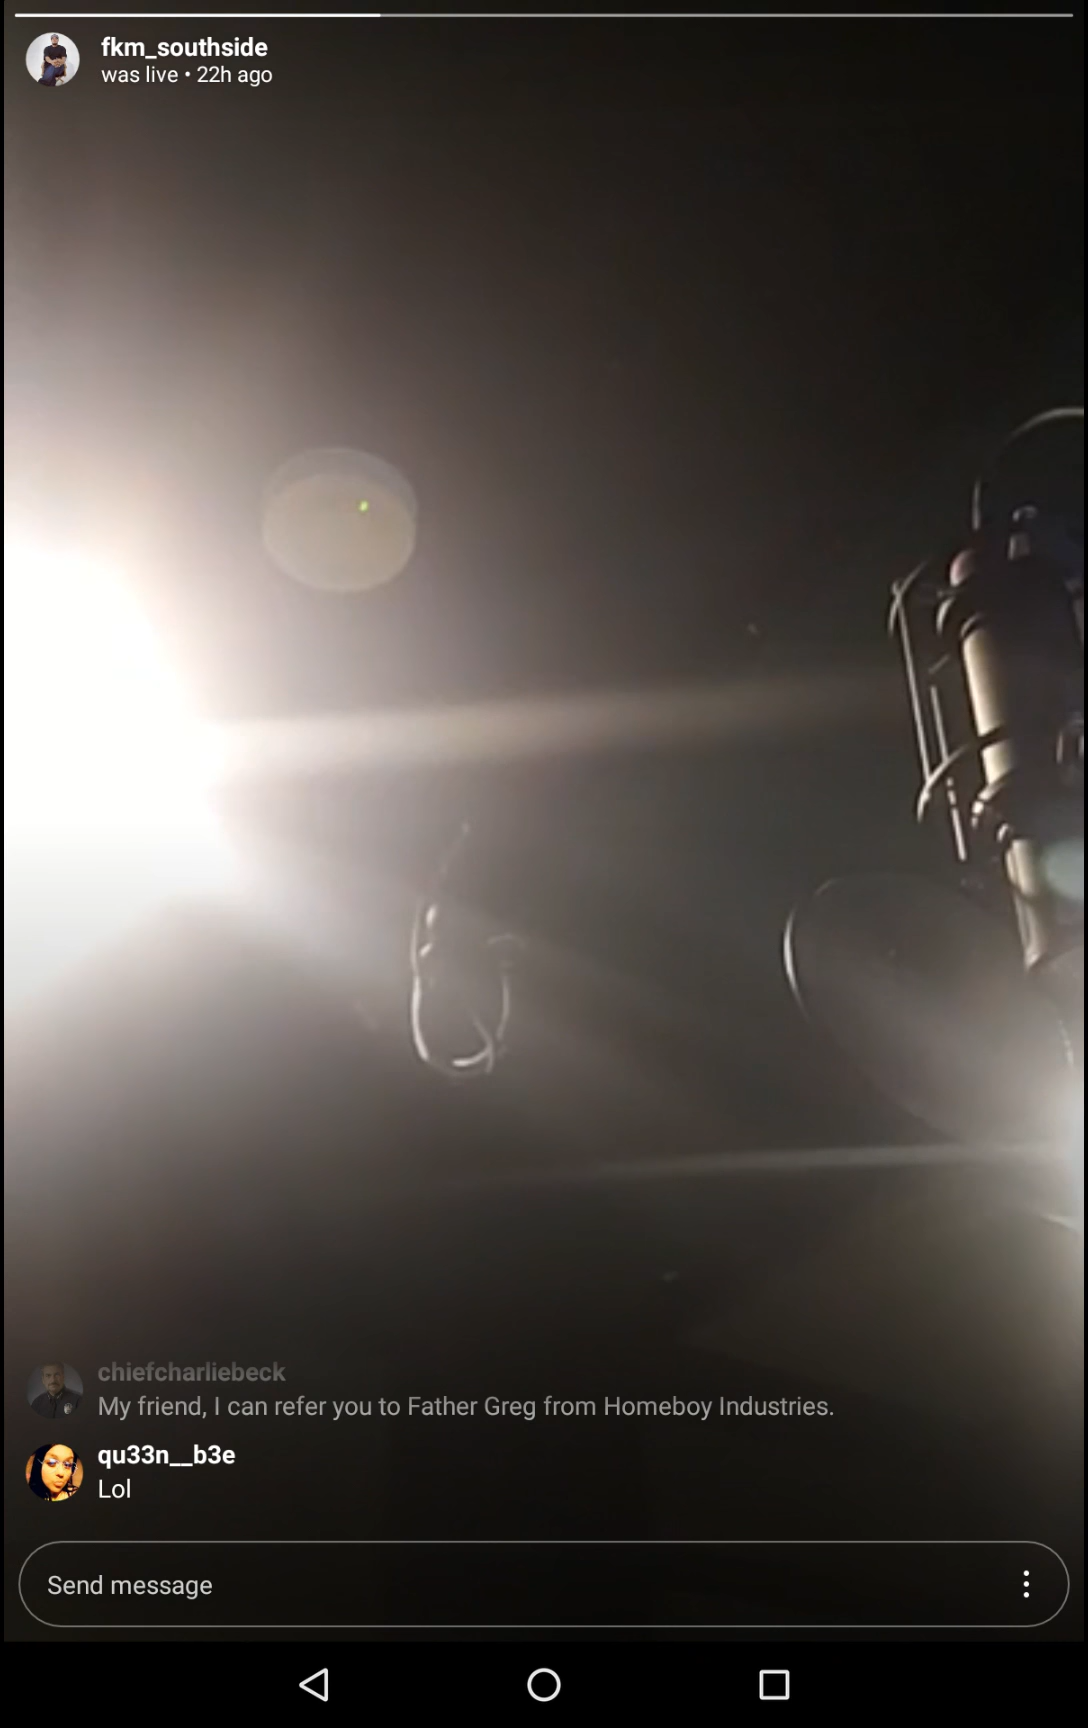 fkm_southside
was live • 22h ago
chiefcharliebeck
My friend, I can refer you to Father Greg from Homeboy Industries.
qu33n__b3e
Lol
Send message